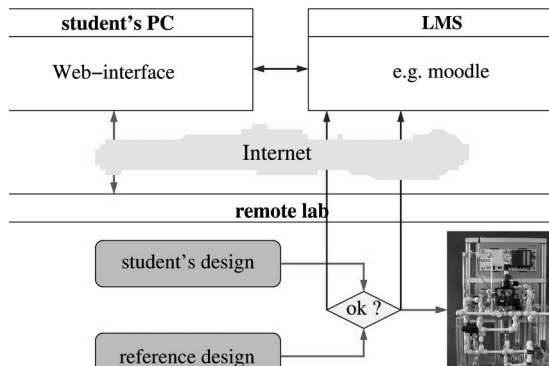 student's PC
LMS
Web-interface
e.g. moodle
Internet
remote lab
student's design
ok ?
reference design